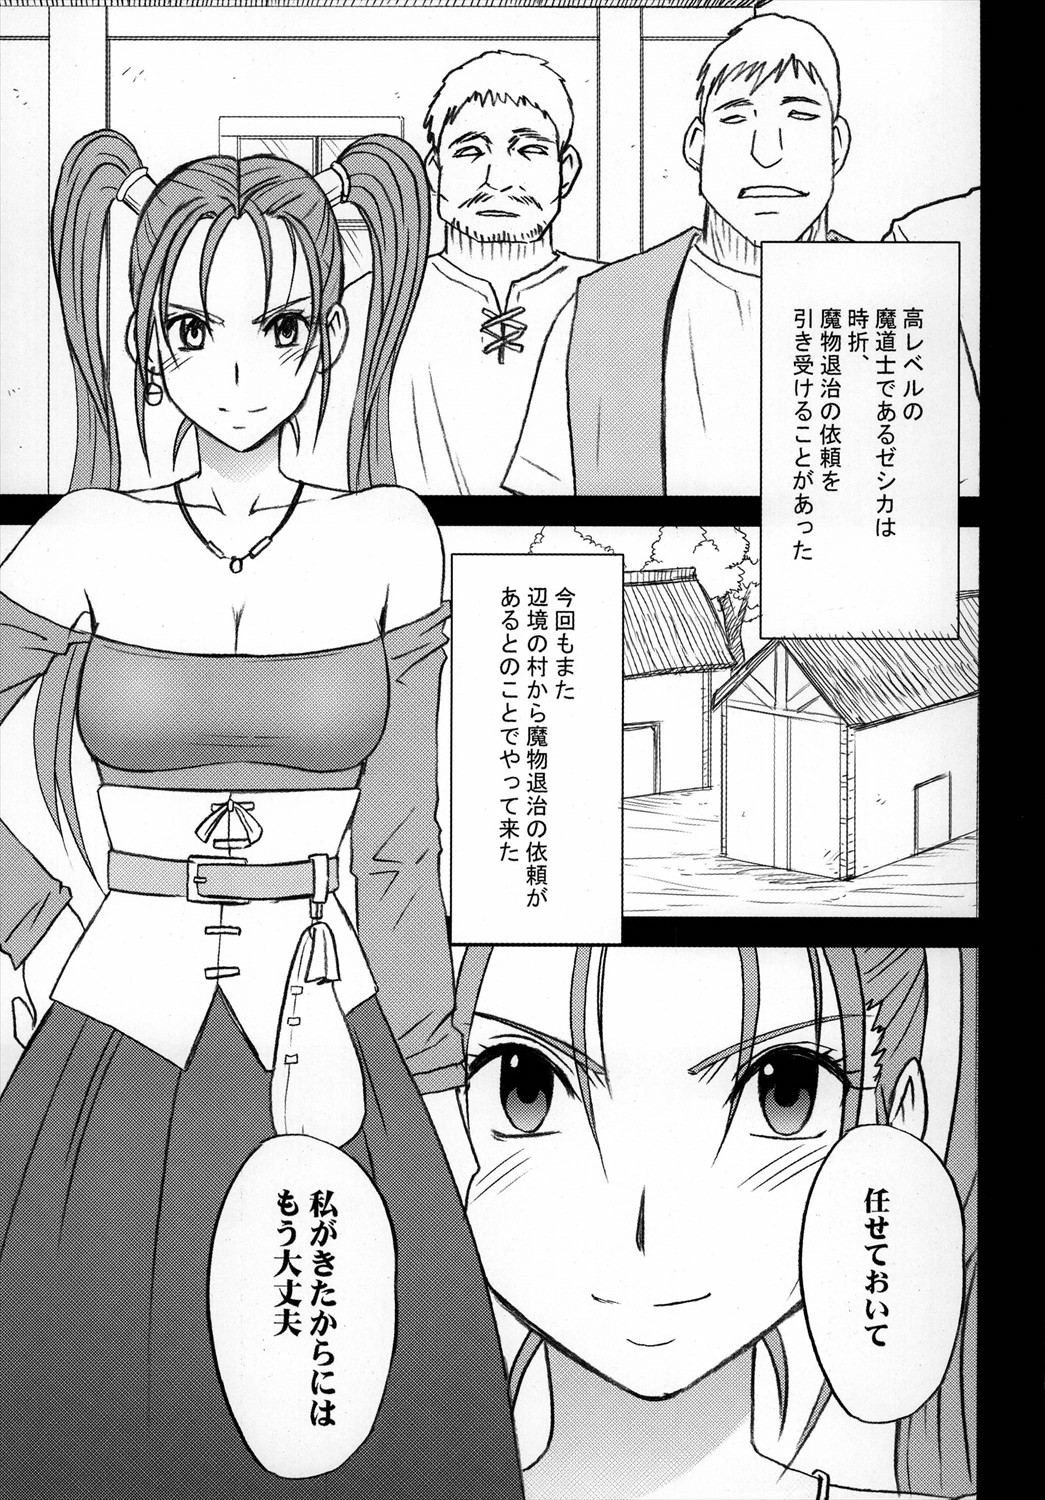 高レベルの
魔道士であるゼシカは
時折、
魔物退治の依頼を
引き受けることがあった
今回もまた
辺境の村から魔物退治の依頼が
あるとのことでやって来た
任せておいて
私がきたからには
もう大丈夫